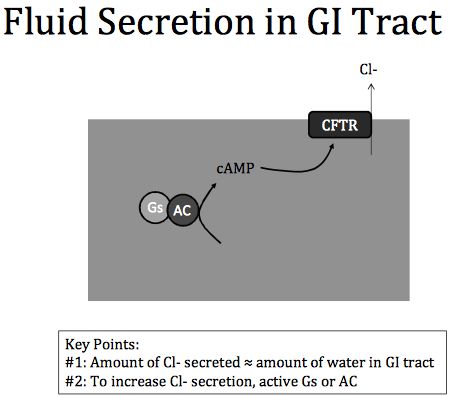 Fluid Secretion in GI Tract
Cl-
CFTR
cAMP
Gs
AC
Key Points:
#1: Amount of Cl- secreted ≈ amount of water in GI tract
#2: To increase Cl- secretion, active Gs or AC